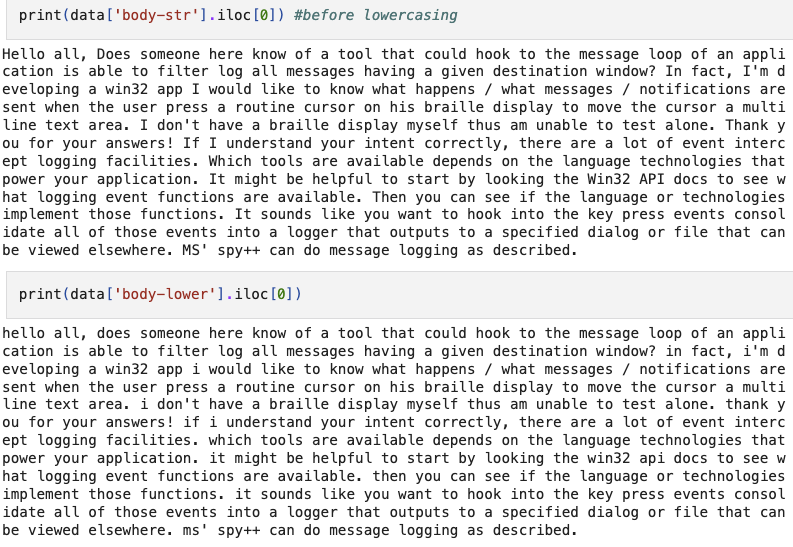 print(data['body-str'].iloc[0]) #before lowercasing
Hello all, Does someone here know of a tool that could hook to the message loop of an appli
cation is able to filter log all messages having a given destination window? In fact, I'm d
eveloping a win32 app I would like to know what happens / what messages / notifications are
sent when the user press a routine cursor on his braille display to move the cursor a multi
line text area. I don't have a braille display myself thus am unable to test alone. Thank y
ou for your answers! If I understand your intent correctly, there are a lot of event interc
ept logging facilities. Which tools are available depends on the language technologies that
power your application. It might be helpful to start by looking the Win32 API docs to see w
hat logging event functions are available. Then you can see if the language or technologies
implement those functions. It sounds like you want to hook into the key press events consol
idate all of those events into a logger that outputs to a specified dialog or file that can
be viewed elsewhere. MS' spy++ can do message logging as described.
print(data['body-lower'].iloc[0])
hello all, does someone here know of a tool that could hook to the message loop of an appli
cation is able to filter log all messages having a given destination window? in fact, i'm d
eveloping a win32 app i would like to know what happens / what messages / notifications are
sent when the user press a routine cursor on his braille display to move the cursor a multi
line text area. i don't have a braille display myself thus am unable to test alone. thank y
ou for your answers! if i understand your intent correctly, there are a lot of event interc
ept logging facilities. which tools are available depends on the language technologies that
power your application. it might be helpful to start by looking the win32 api docs to see w
hat logging event functions are available. then you can see if the language or technologies
implement those functions. it sounds like you want to hook into the key press events consol
idate all of those events into a logger that outputs to a specified dialog or file that can
be viewed elsewhere. ms' spy++ can do message logging as described.